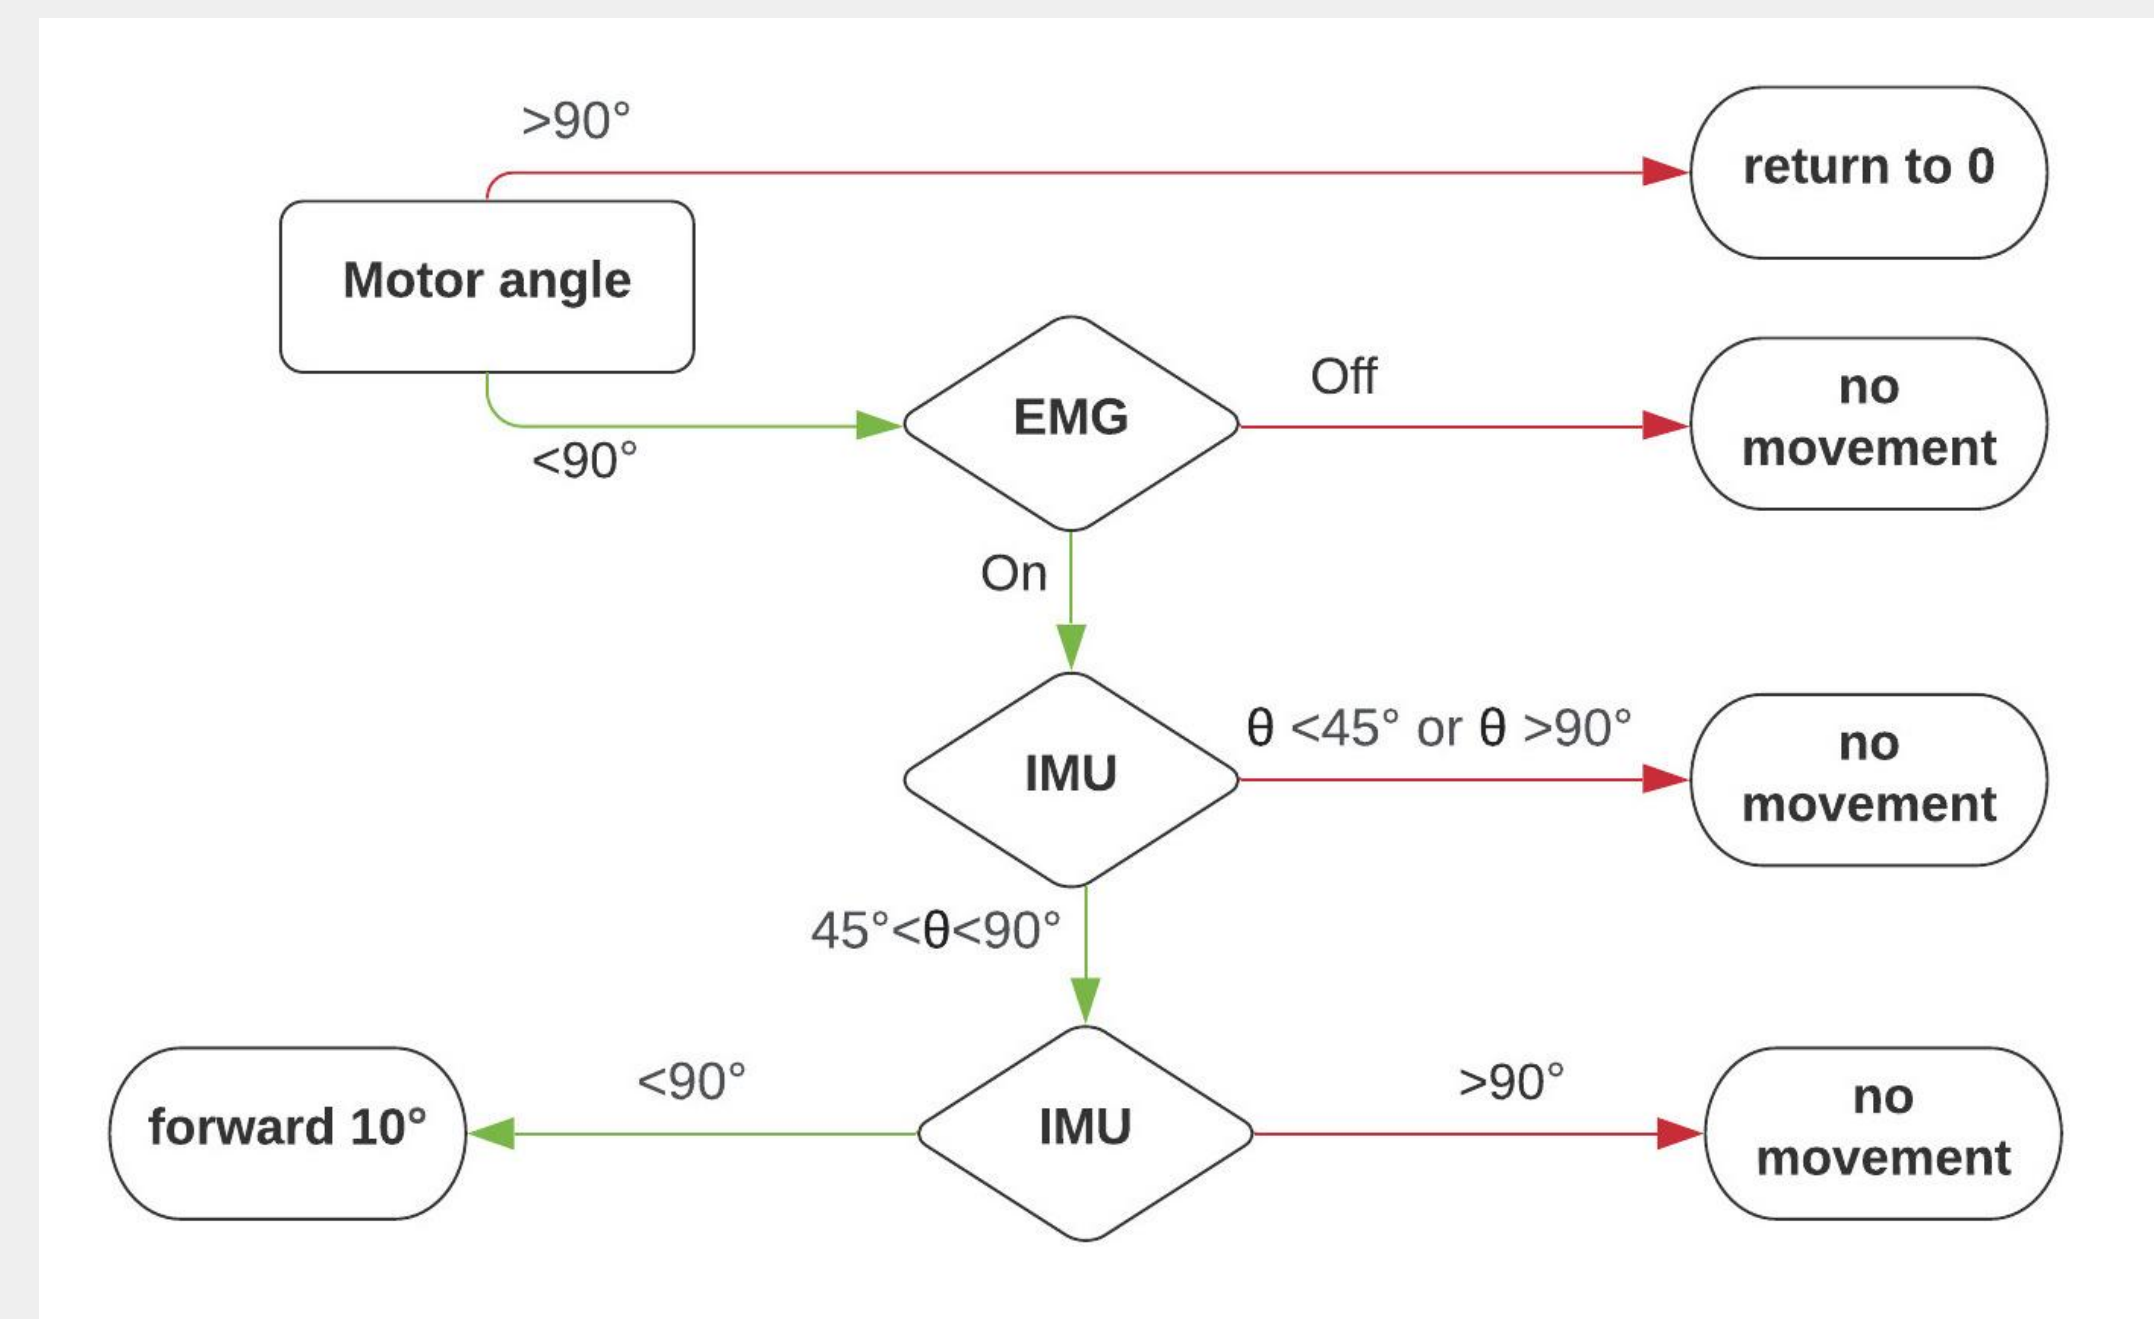 >90°
return to 0
Motor angle
<90°
EMG
Off
no
movement
On
IMU
θ <45° or θ >90°
no
movement
45°<θ<90°
forward 10°
<90°
IMU
>90°
no
movement